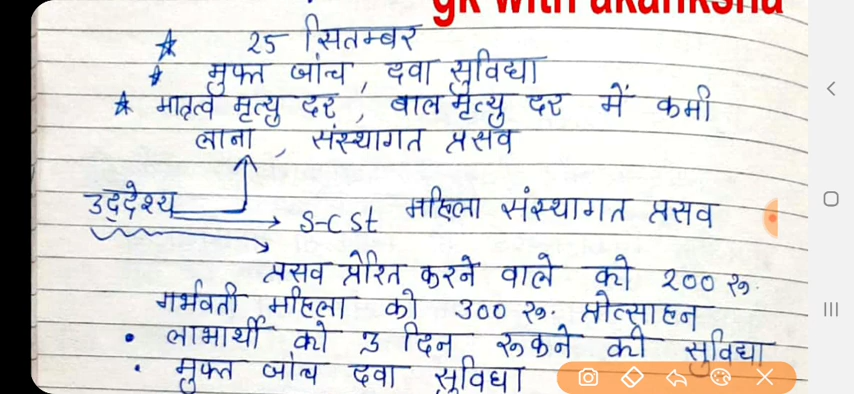 gk with akanksha
☆ 25 सितम्बर
☆ मुफ्त जांच, दवा सुविधा
☆ मातृत्व मृत्यु दर, बाल मृत्यु दर में कमी
लाना, संस्थागत प्रसव
उद्देश्य → S-C St महिला संस्थागत प्रसव
प्रसव प्रेरित करने वाले को 200 रु.
गर्भवती महिला को 300 रु. प्रोत्साहन
• लाभार्थी को 3 दिन रुकने की सुविधा
• मुफ्त जांच दवा सुविधा